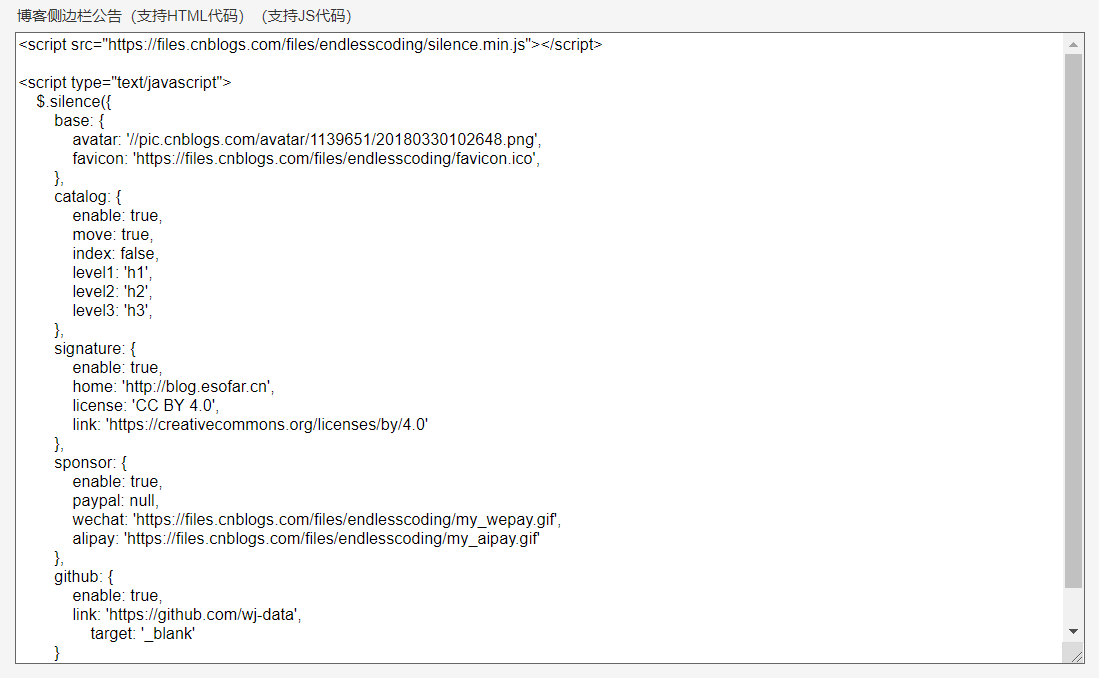 博客侧边栏公告（支持HTML代码） （支持JS代码）
<script src="https://files.cnblogs.com/files/endlesscoding/silence.min.js"></script>
<script type="text/javascript">
$.silence({
base: {
avatar: '//pic.cnblogs.com/avatar/1139651/20180330102648.png',
favicon: 'https://files.cnblogs.com/files/endlesscoding/favicon.ico',
},
catalog: {
enable: true,
move: true,
index: false,
level1: 'h1',
level2: 'h2',
level3: 'h3',
},
signature: {
enable: true,
home: 'http://blog.esofar.cn',
license: 'CC BY 4.0',
link: 'https://creativecommons.org/licenses/by/4.0'
},
sponsor: {
enable: true,
paypal: null,
wechat: 'https://files.cnblogs.com/files/endlesscoding/my_wepay.gif',
alipay: 'https://files.cnblogs.com/files/endlesscoding/my_aipay.gif'
},
github: {
enable: true,
link: 'https://github.com/wj-data',
target: '_blank'
}